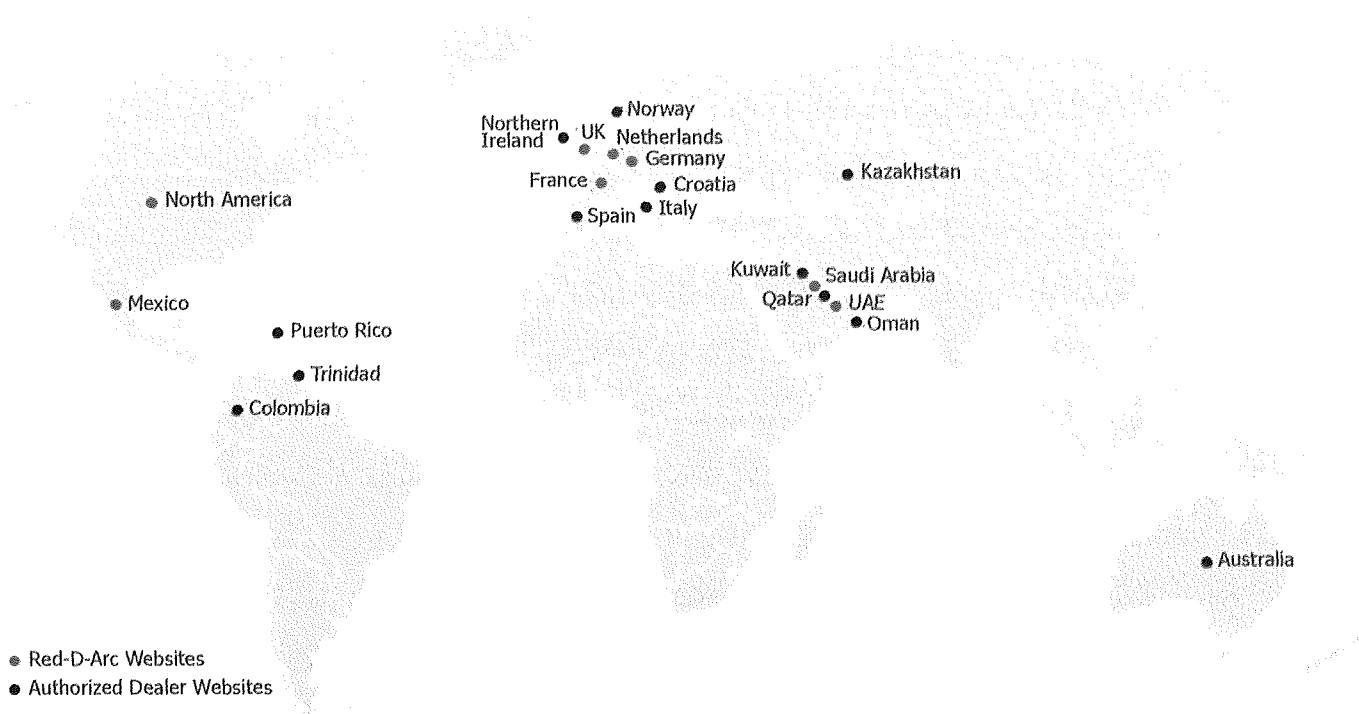 Norway
Northern
Ireland
UK
Netherlands
Germany
France
Croatia
Kazakhstan
North America
Spain
Italy
Kuwait
Saudi Arabia
Qatar
UAE
Oman
Mexico
Puerto Rico
Trinidad
Colombia
Australia
Red-D-Arc Websites
Authorized Dealer Websites